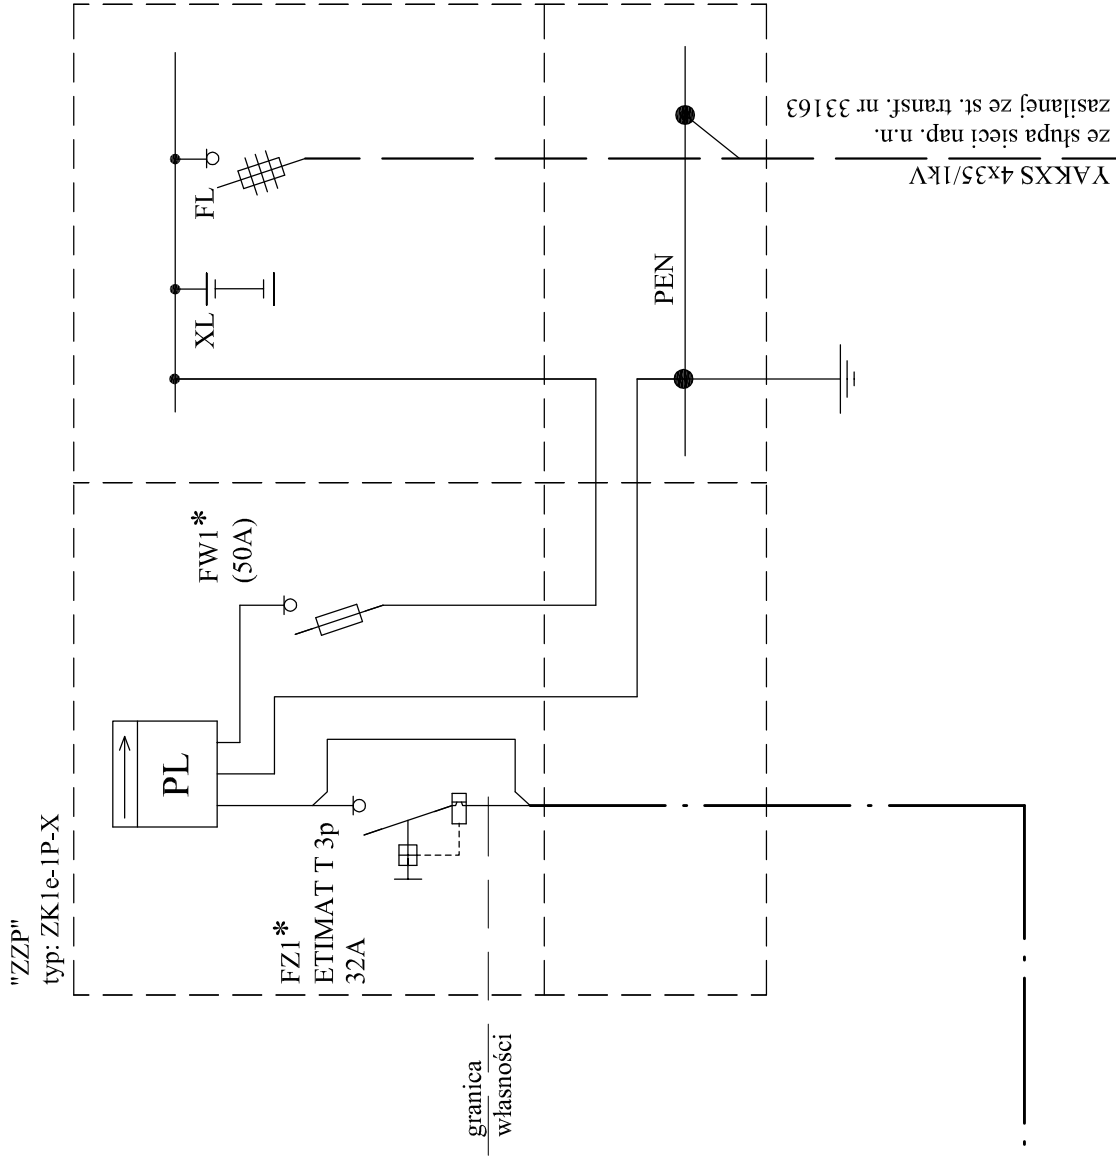 "ZZP"
typ: ZK1e-1P-X
PL
FW1*
(50A)
FZ1*
ETIMAT T 3p
32A
granica
własności
XL
FL
PEN
YAKXS 4x35/1kV
ze słupa sieci nap. n.n.
zasilanej ze st. transf. nr 33163